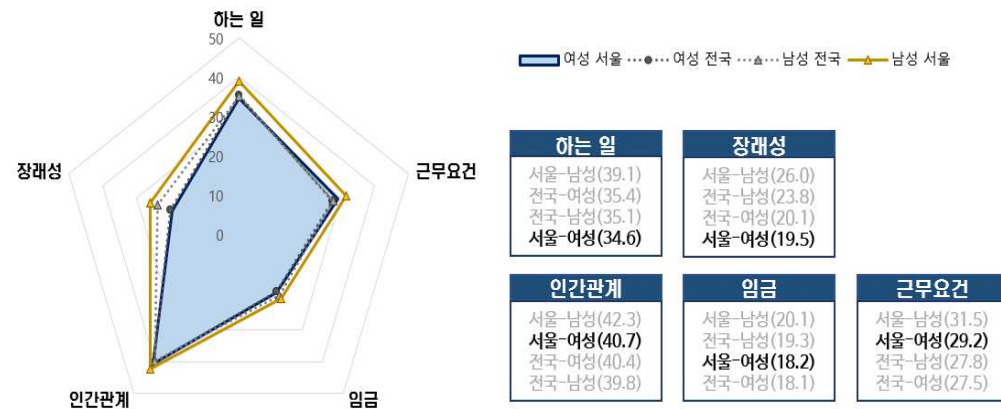 하는 일
50
40
30
20
10
0
장래성
근무요건
인간관계
임금
여성 서울
여성 전국
남성 전국
남성 서울
하는 일
서울-남성(39.1)
전국-여성(35.4)
전국-남성(35.1)
서울-여성(34.6)
장래성
서울-남성(26.0)
전국-남성(23.8)
전국-여성(20.1)
서울-여성(19.5)
인간관계
서울-남성(42.3)
서울-여성(40.7)
전국-여성(40.4)
전국-남성(39.8)
임금
서울-남성(20.1)
전국-남성(19.3)
서울-여성(18.2)
전국-여성(18.1)
근무요건
서울-남성(31.5)
서울-여성(29.2)
전국-남성(27.8)
전국-여성(27.5)